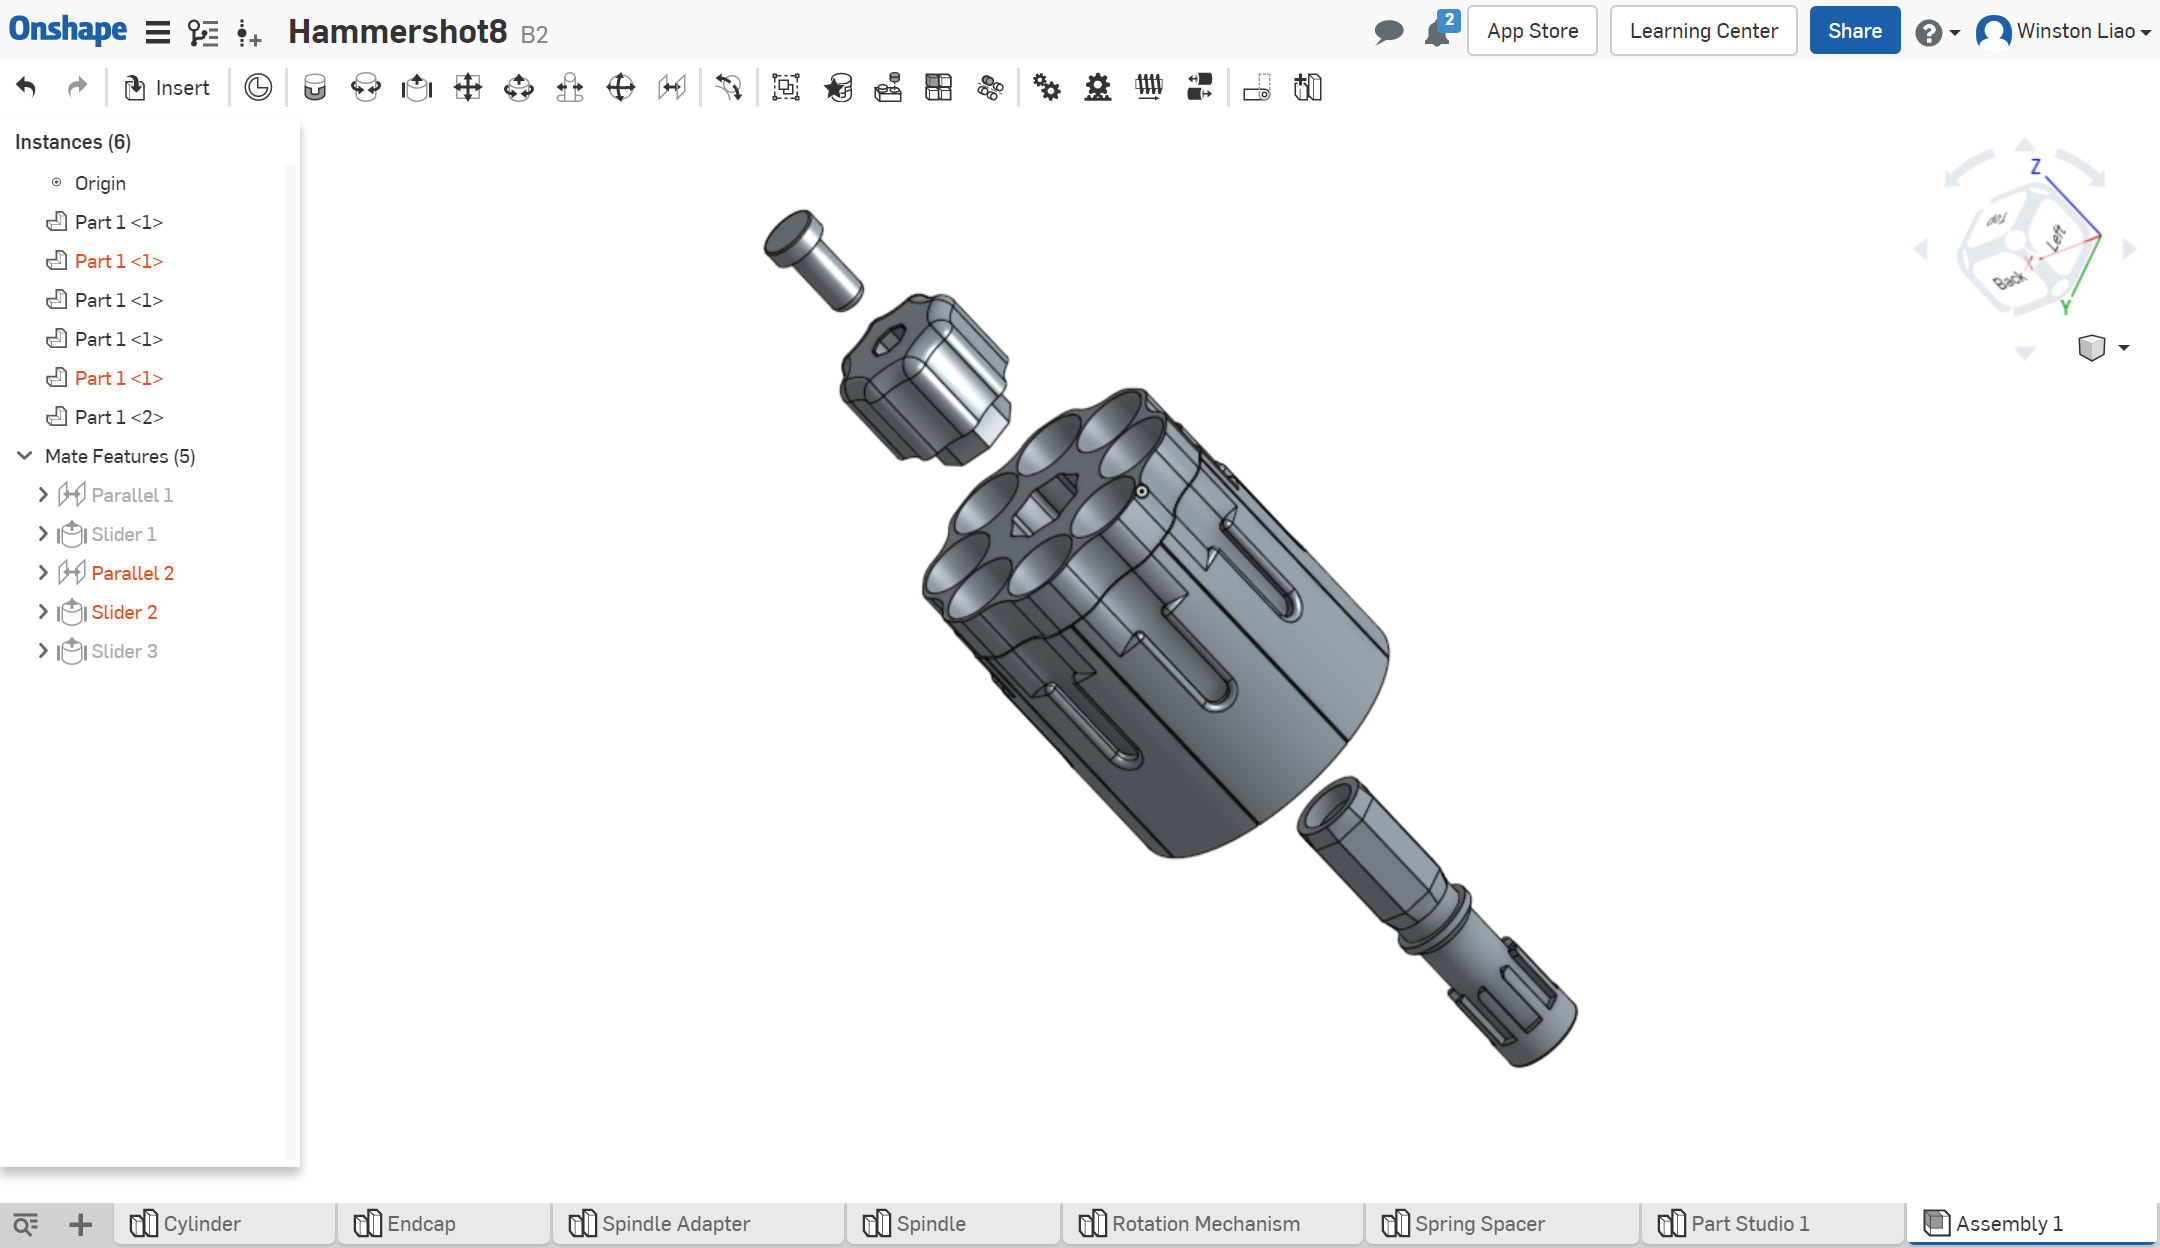 Onshape Hammershot8 B2 2 App Store Learning Center Share ? Winston Liao
Insert
Instances (6)
Origin
Part 1 <1>
Part 1 <1>
Part 1 <1>
Part 1 <1>
Part 1 <1>
Part 1 <2>
Mate Features (5)
Parallel 1
Slider 1
Parallel 2
Slider 2
Slider 3
Z
Top
Left
X
Back
Y
Cylinder Endcap Spindle Adapter Spindle Rotation Mechanism Spring Spacer Part Studio 1 Assembly 1